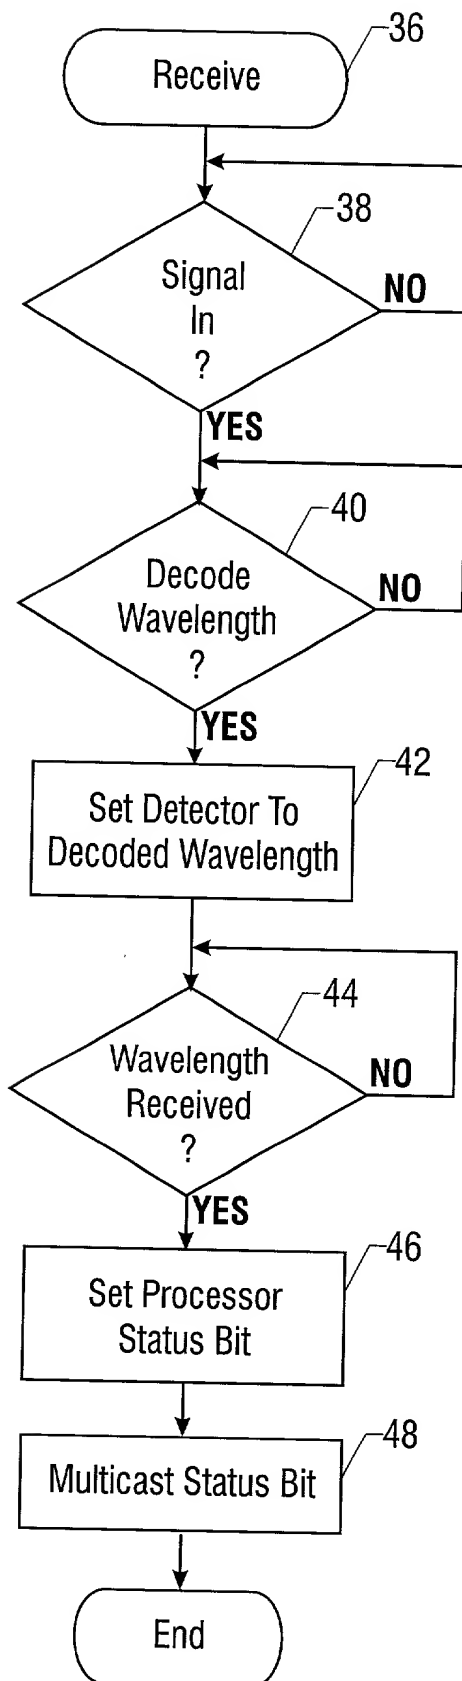 36
Receive
38
Signal
In
?
NO
YES
40
Decode
Wavelength
?
NO
YES
42
Set Detector To
Decoded Wavelength
44
Wavelength
Received
?
NO
YES
46
Set Processor
Status Bit
48
Multicast Status Bit
End